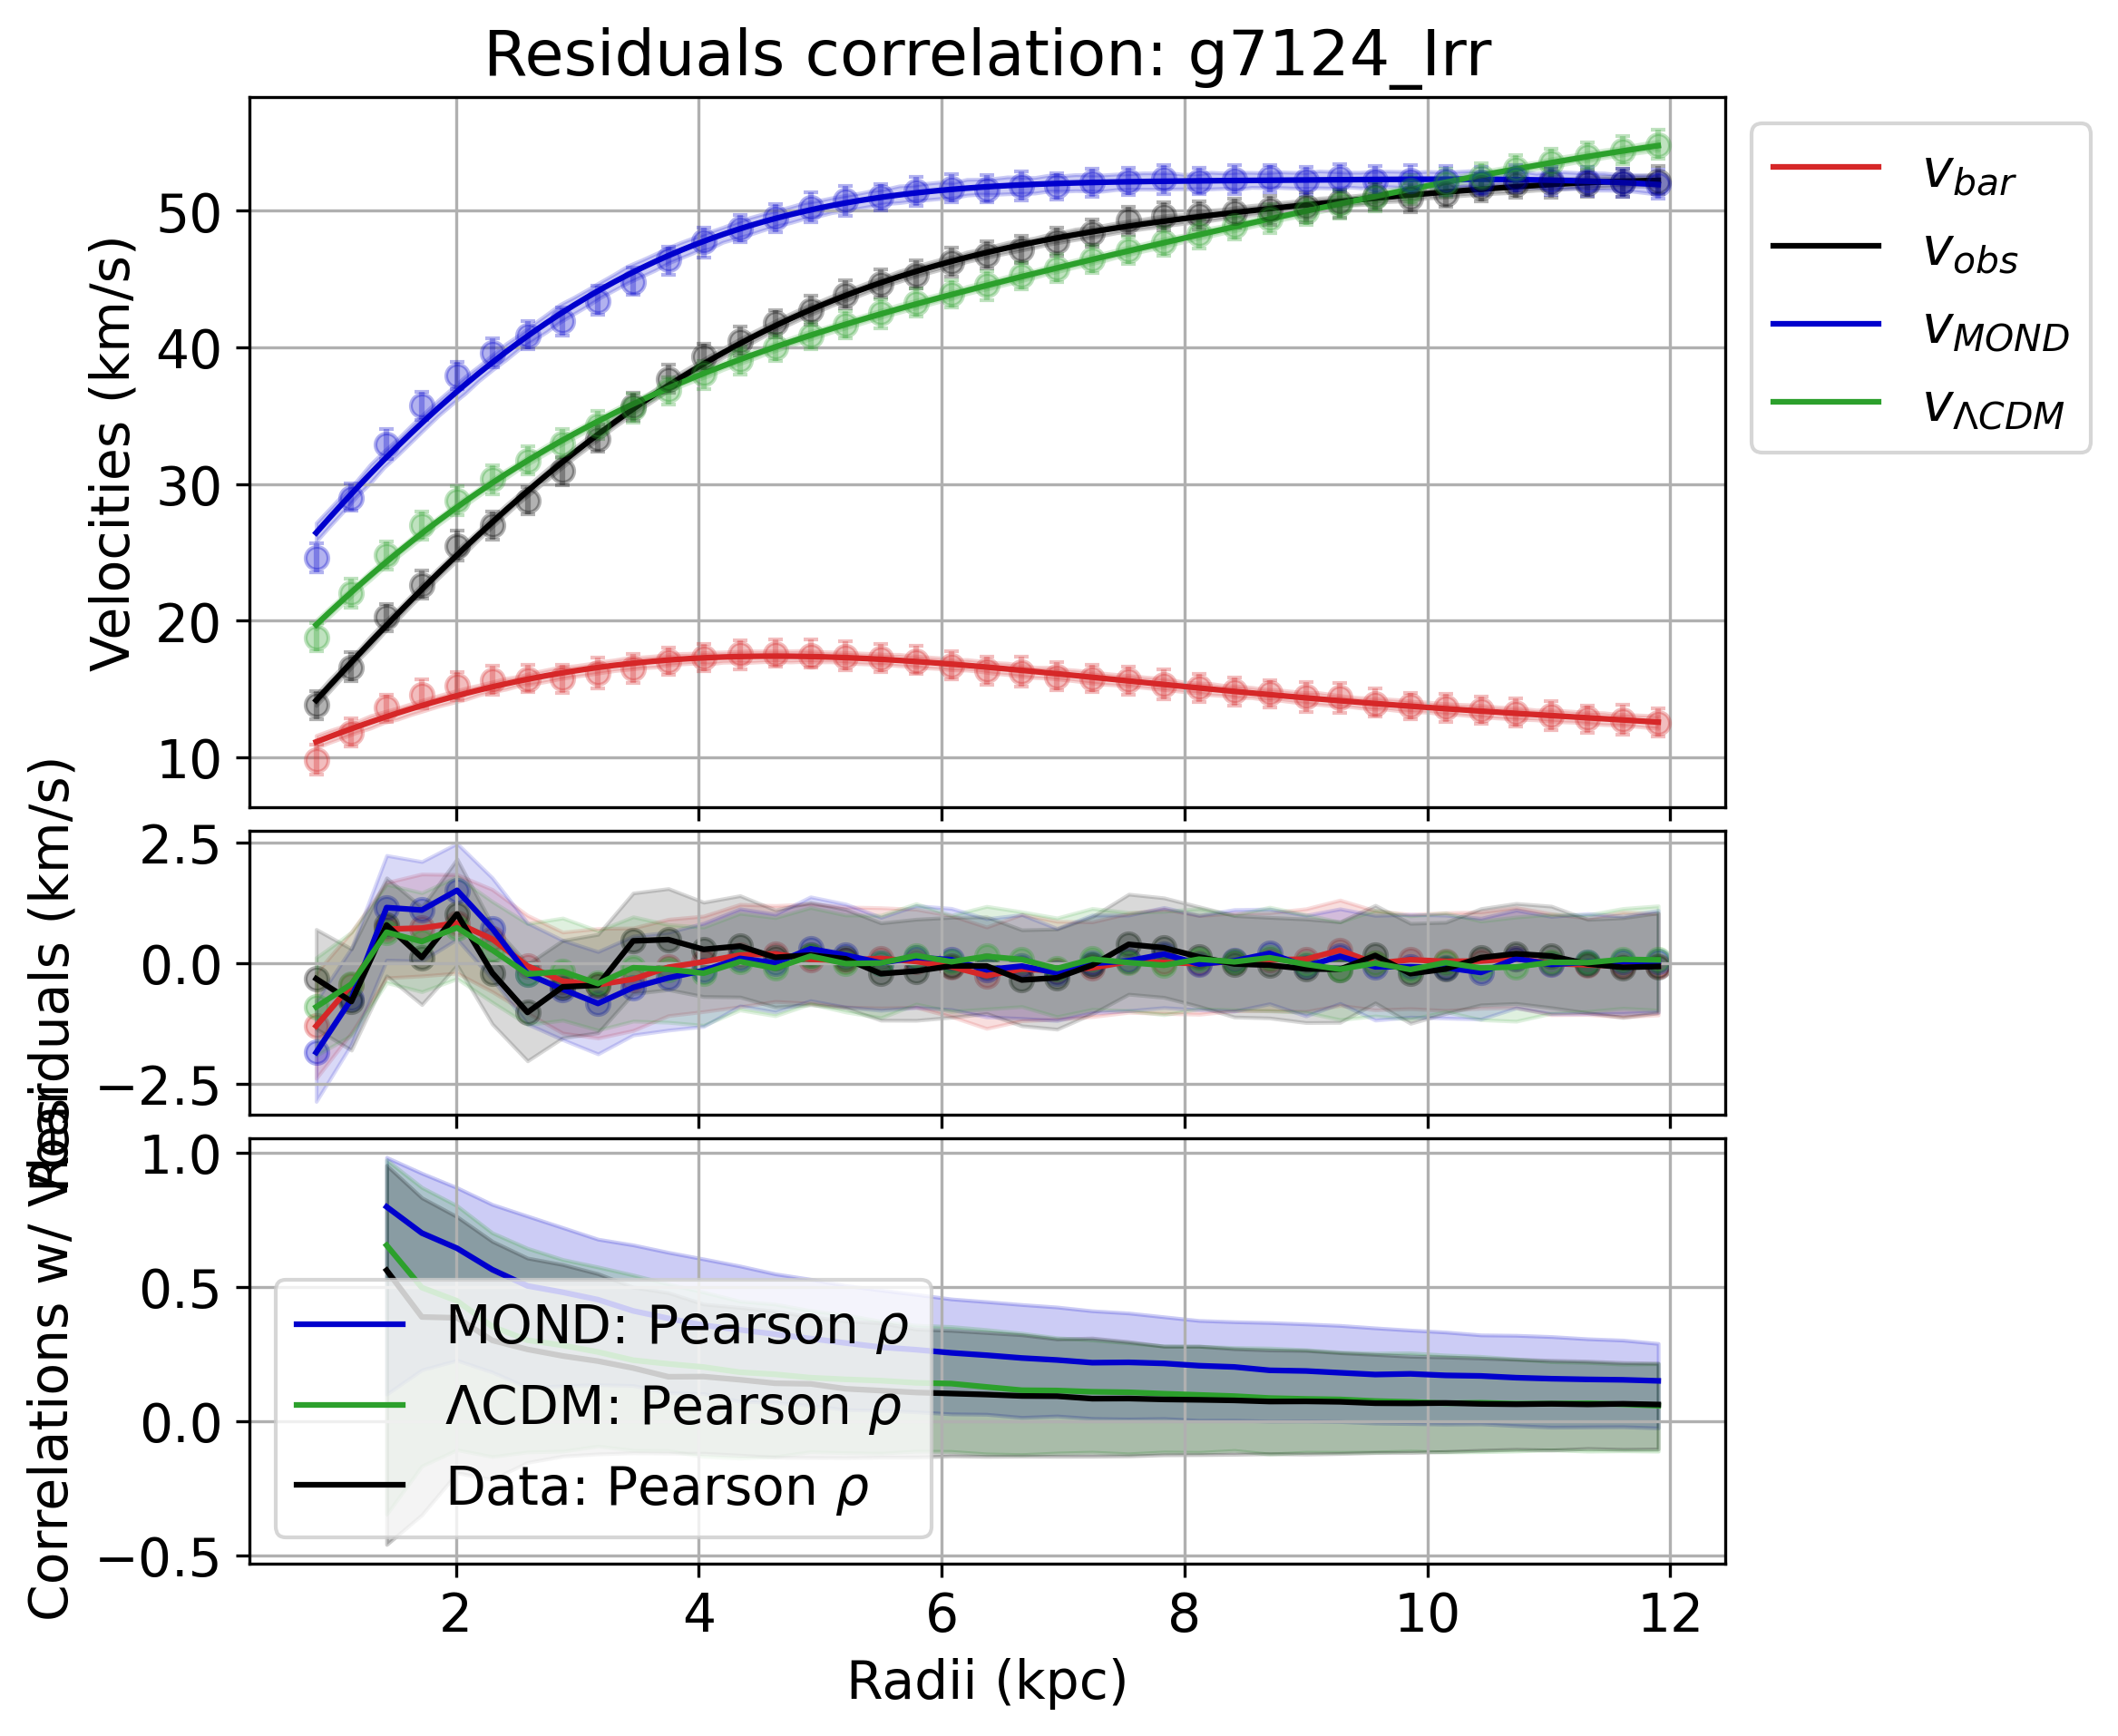 Residuals correlation: g7124_Irr
Velocities (km/s)
50
40
30
20
10
v_bar
v_obs
v_MOND
v_ΛCDM
Residuals (km/s)
2.5
0.0
−2.5
Correlations w/ Vbar
1.0
0.5
0.0
−0.5
MOND: Pearson ρ
ΛCDM: Pearson ρ
Data: Pearson ρ
2 4 6 8 10 12
Radii (kpc)